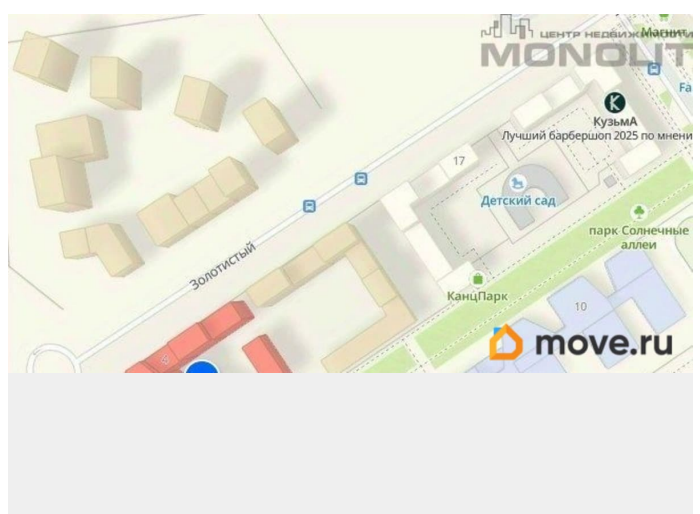 ЦЕНТР НЕДВИЖИМОСТИ
MONOLIT
Магнит
Fa
КузьмА
Лучший барбершоп 2025 по мнени
17
Детский сад
парк Солнечные
аллеи
Золотистый
КанцПарк
10
move.ru